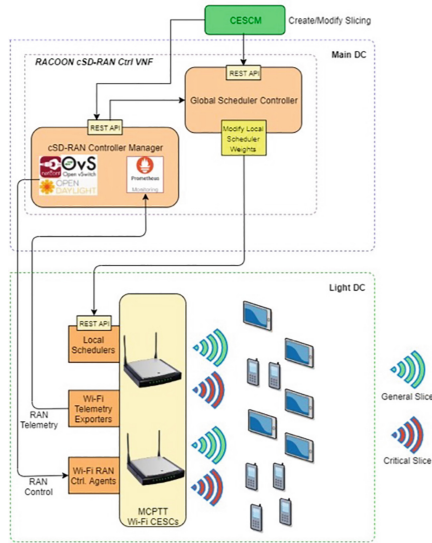 CESCM
Create/Modify Slicing
RACOON cSD-RAN Ctrl VNF
Main DC
REST API
Global Scheduler Controller
REST API
cSD-RAN Controller Manager
Modify Local
Scheduler
Weights
OvS
Open vSwitch
OPEN
DAYLIGHT
Prometheus
Monitoring
Light DC
REST API
Local
Schedulers
Wi-Fi
Telemetry
Exporters
RAN
Telemetry
Wi-Fi RAN
Ctrl. Agents
RAN
Control
MCPTT
Wi-Fi CESCs
General Slice
Critical Slice